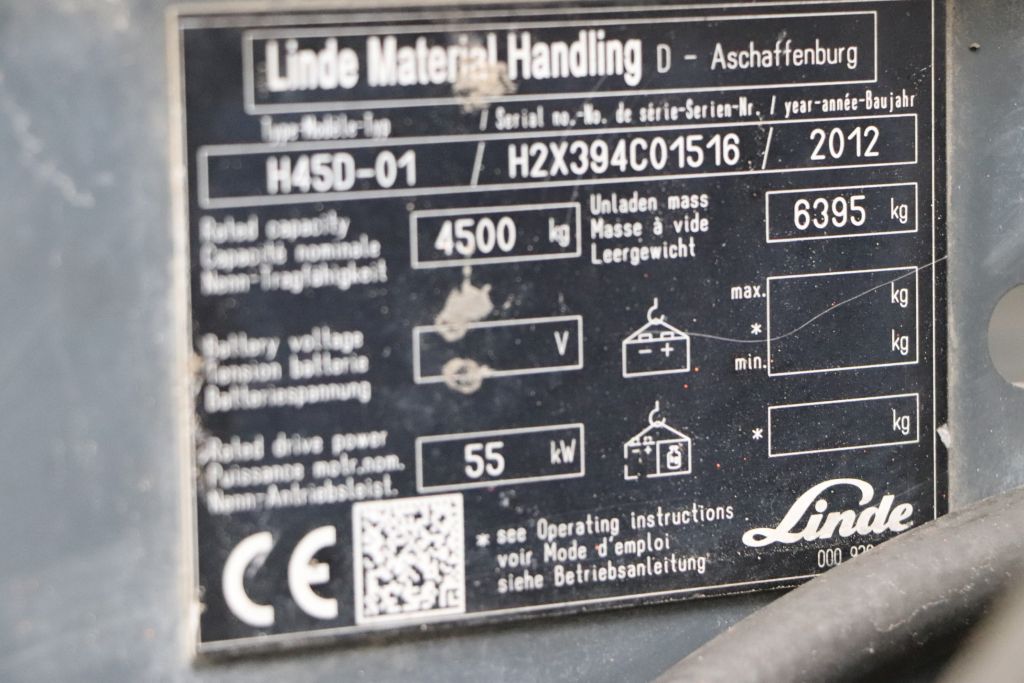 Linde Material Handling D - Aschaffenburg
Type-Modèle-Typ / Serial no.-No. de série-Serien-Nr. / year-année-Baujahr
H45D-01 / H2X394C01516 / 2012
Rated capacity
Capacité nominale
Nenn-Tragfähigkeit
4500 kg
Unladen mass
Masse à vide
Leergewicht
6395 kg
Battery voltage
Tension batterie
Batteriespannung
V
max. kg
*
min. kg
Rated drive power
Puissance motr.nom.
Nenn-Antriebsleist.
55 kW
* kg
CE
* see Operating instructions
voir Mode d'emploi
siehe Betriebsanleitung
Linde
000